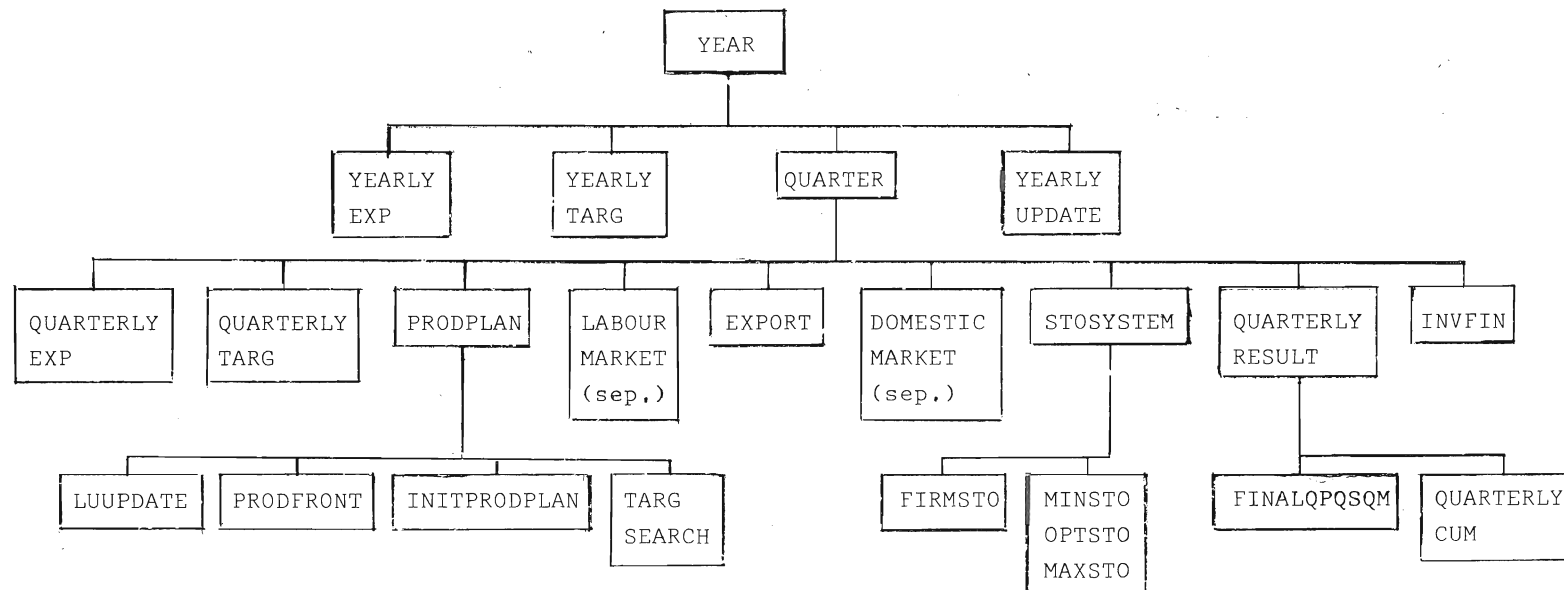 YEAR
YEARLY
EXP
YEARLY
TARG
QUARTER
YEARLY
UPDATE
QUARTERLY
EXP
QUARTERLY
TARG
PRODPLAN
LABOUR
MARKET
(sep.)
EXPORT
DOMESTIC
MARKET
(sep.)
STOSYSTEM
QUARTERLY
RESULT
INVFIN
LUUPDATE
PRODFRONT
INITPRODPLAN
TARG
SEARCH
FIRMSTO
MINSTO
OPTSTO
MAXSTO
FINALQPQSQM
QUARTERLY
CUM